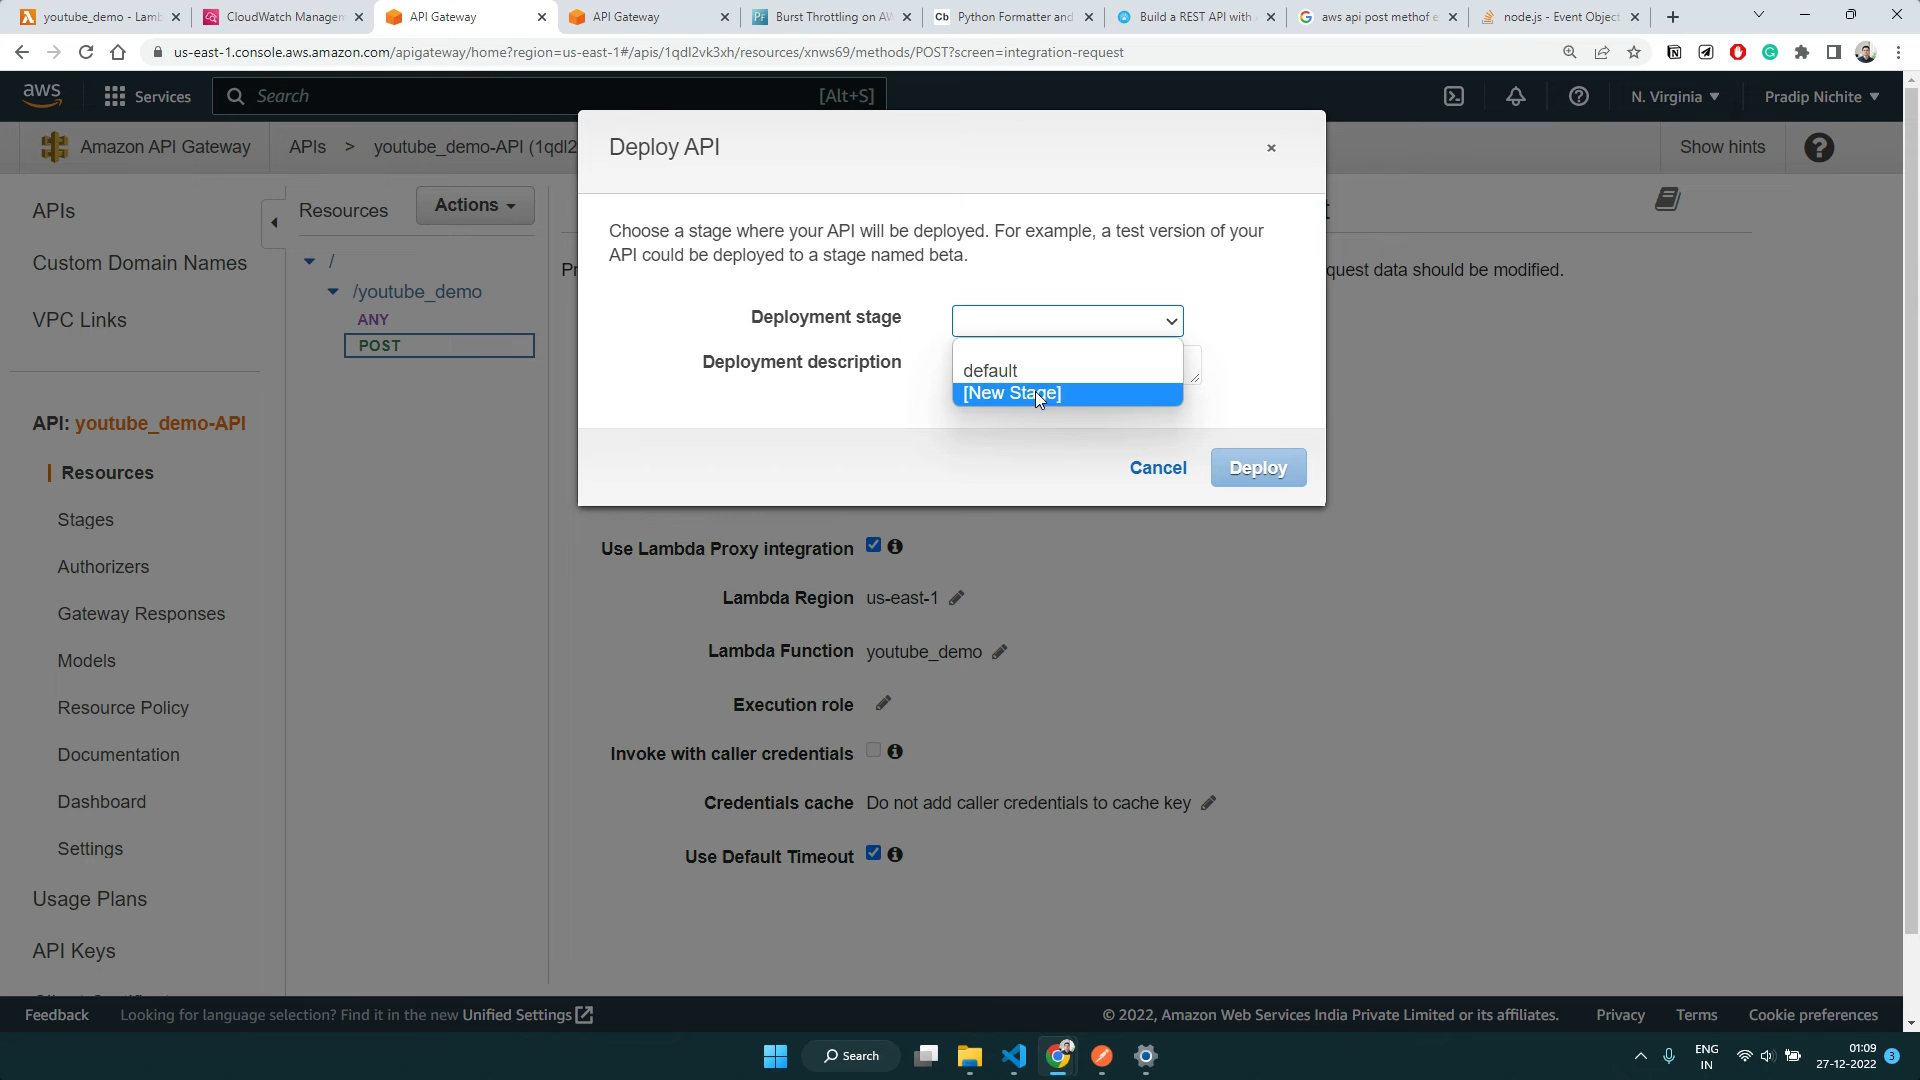 youtube_demo - Lamb
CloudWatch Managem
API Gateway
API Gateway
Burst Throttling on AW
Python Formatter and
Build a REST API with
aws api post methof e
node.js - Event Object
us-east-1.console.aws.amazon.com/apigateway/home?region=us-east-1#/apis/1qdl2vk3xh/resources/xnws69/methods/POST?screen=integration-request
aws
Services
Search
[Alt+S]
N. Virginia
Pradip Nichite
Amazon API Gateway
APIs
>
youtube_demo-API (1qdl2
Show hints
Deploy API
APIs
Custom Domain Names
VPC Links
API: youtube_demo-API
Resources
Stages
Authorizers
Gateway Responses
Models
Resource Policy
Documentation
Dashboard
Settings
Usage Plans
API Keys
Resources
Actions
/
/youtube_demo
ANY
POST
Choose a stage where your API will be deployed. For example, a test version of your
API could be deployed to a stage named beta.
Pr
quest data should be modified.
Deployment stage
Deployment description
default
[New Stage]
Cancel
Deploy
Use Lambda Proxy integration
Lambda Region us-east-1
Lambda Function youtube_demo
Execution role
Invoke with caller credentials
Credentials cache Do not add caller credentials to cache key
Use Default Timeout
Feedback
Looking for language selection? Find it in the new Unified Settings
© 2022, Amazon Web Services India Private Limited or its affiliates.
Privacy
Terms
Cookie preferences
Search
ENG
IN
01:09
27-12-2022
3